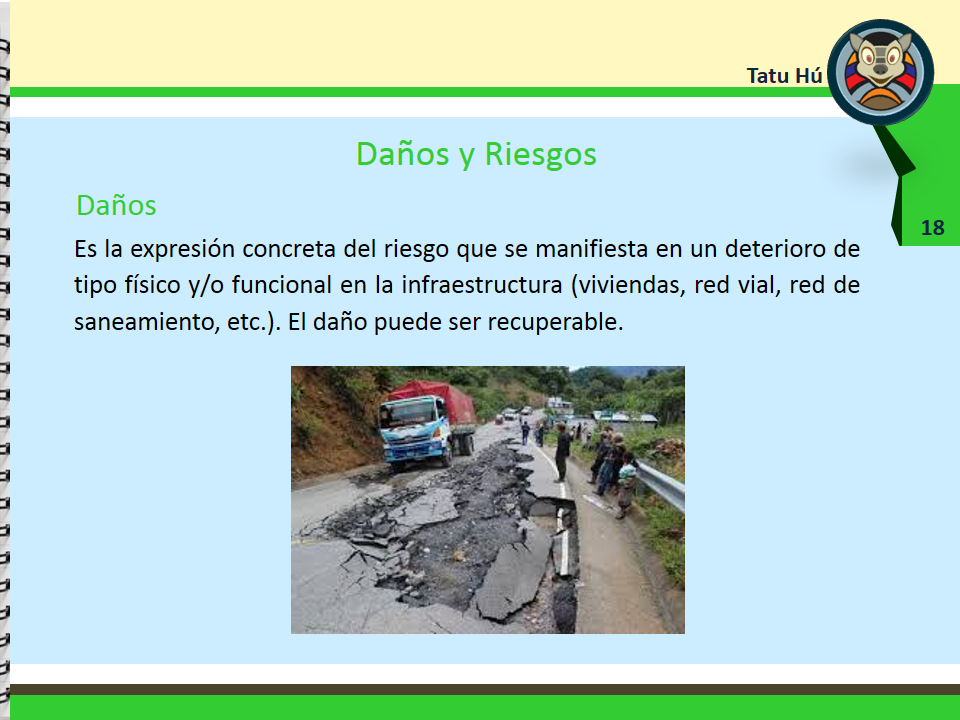 Tatu Hú
18
Daños y Riesgos
Daños
Es la expresión concreta del riesgo que se manifiesta en un deterioro de
tipo físico y/o funcional en la infraestructura (viviendas, red vial, red de
saneamiento, etc.). El daño puede ser recuperable.